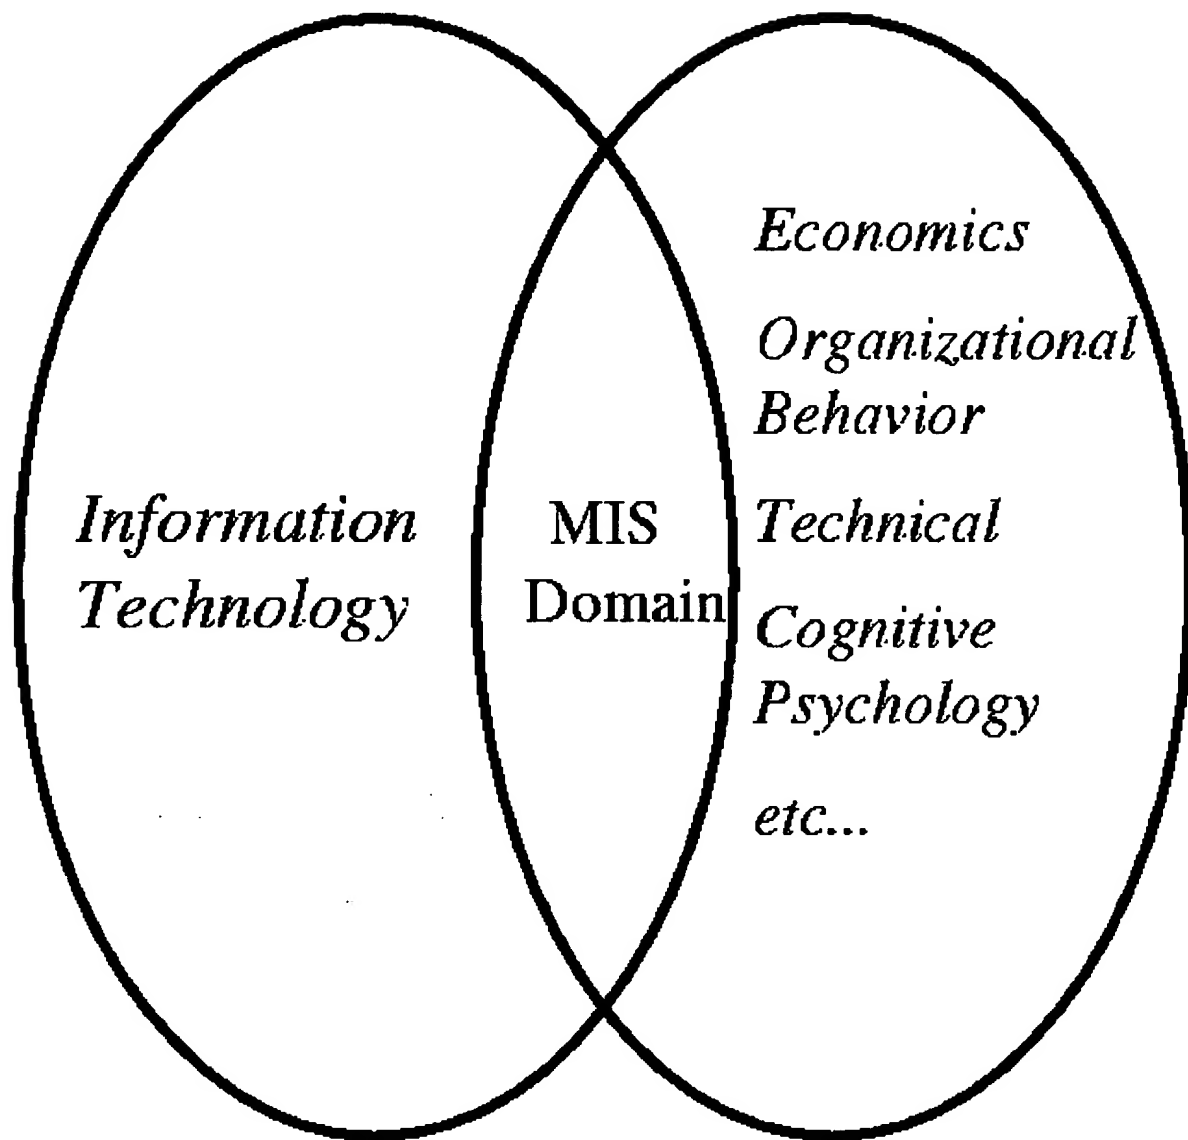 Information
Technology
MIS
Domain
Economics
Organizational
Behavior
Technical
Cognitive
Psychology
etc...